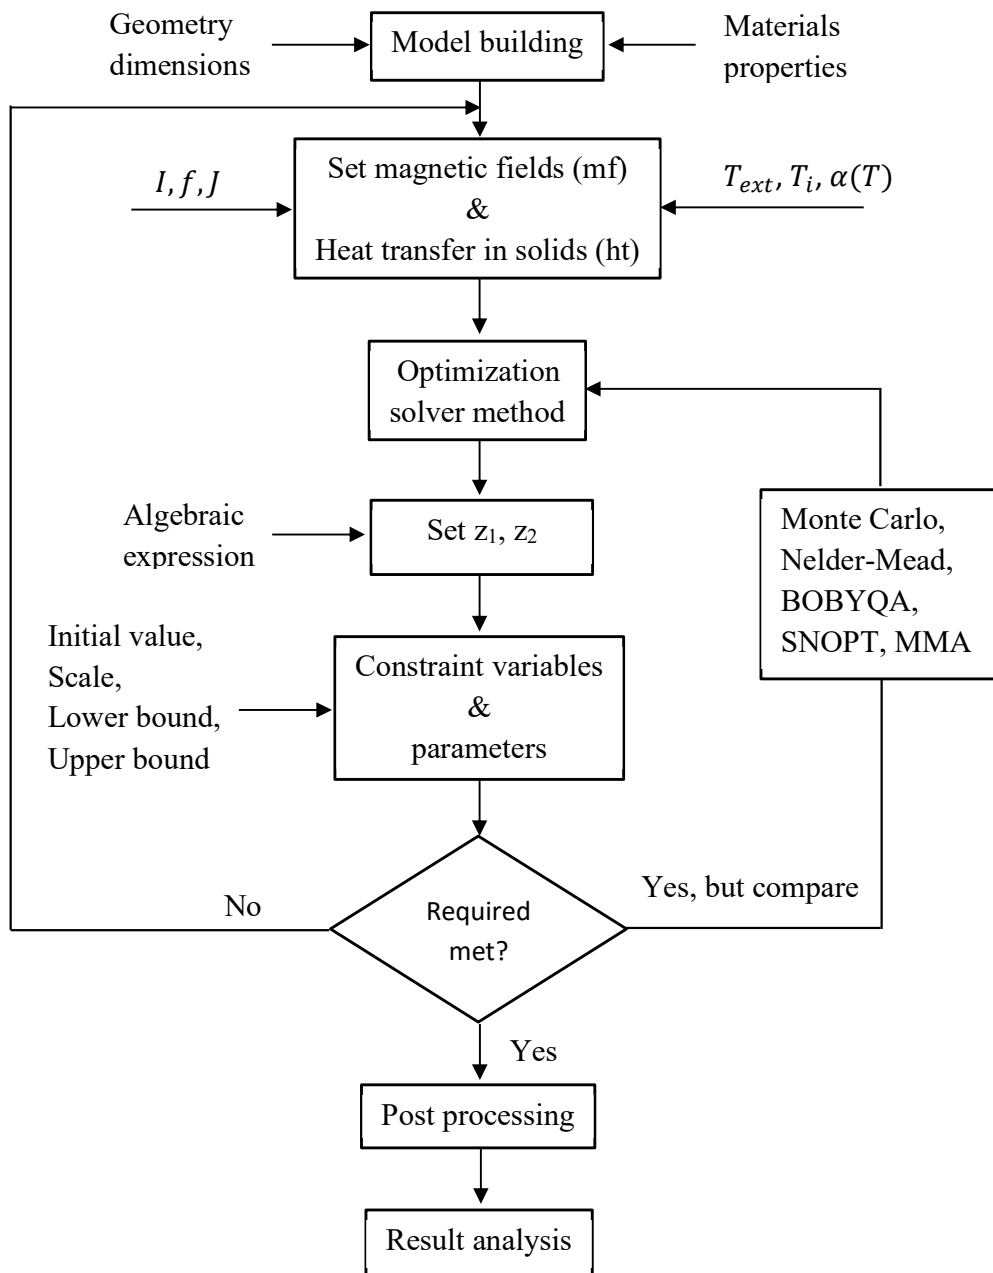 Geometry
dimensions
Model building
Materials
properties
I, f, J
Set magnetic fields (mf)
&
Heat transfer in solids (ht)
T_{ext}, T_i, α(T)
Optimization
solver method
Algebraic
expression
Set z₁, z₂
Monte Carlo,
Nelder-Mead,
BOBYQA,
SNOPT, MMA
Initial value,
Scale,
Lower bound,
Upper bound
Constraint variables
&
parameters
No
Required
met?
Yes, but compare
Yes
Post processing
Result analysis